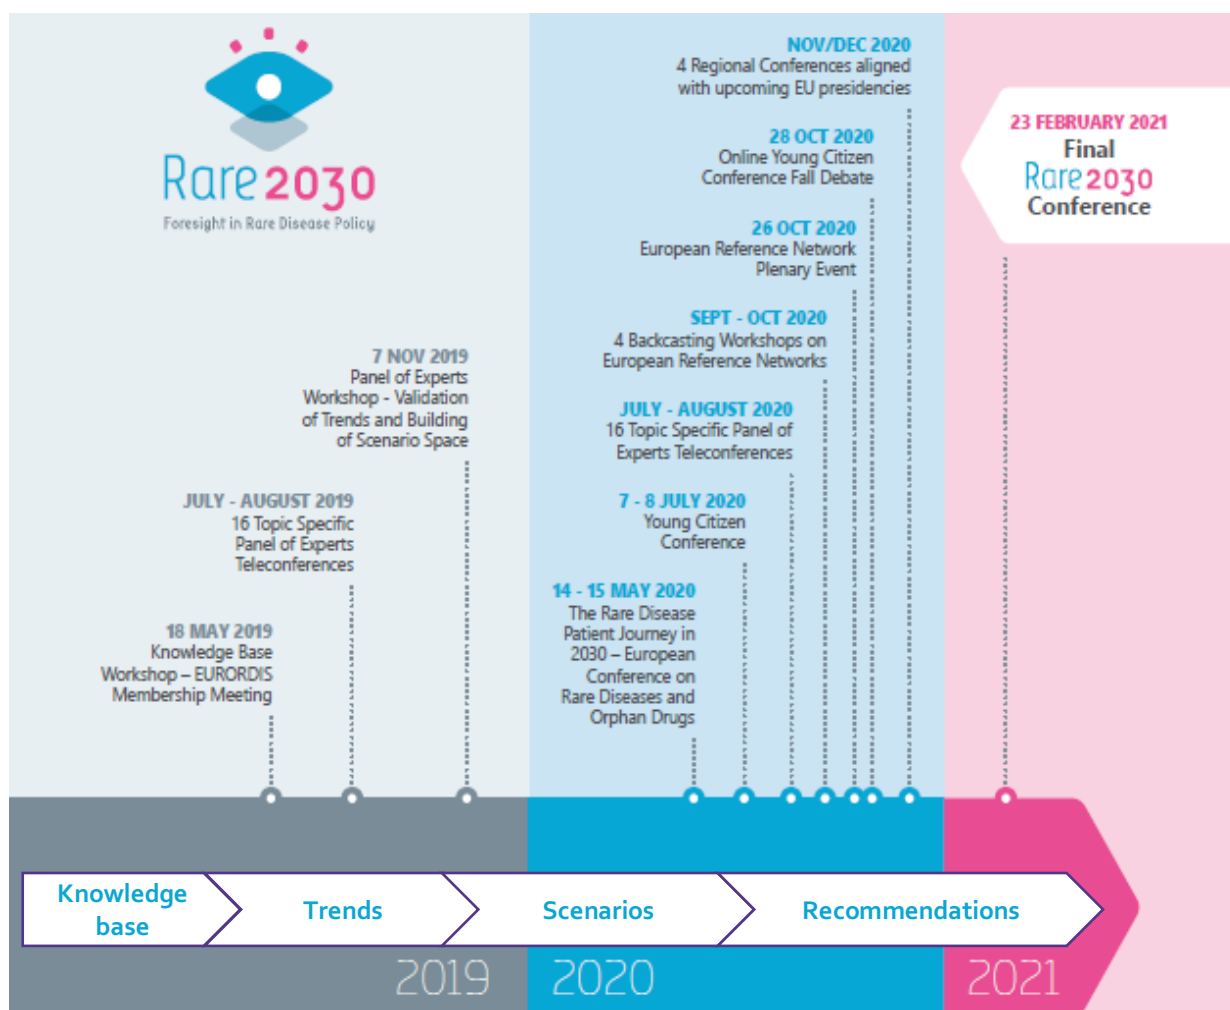 Rare2030
Foresight in Rare Disease Policy
18 MAY 2019
Knowledge Base
Workshop – EURORDIS
Membership Meeting
JULY - AUGUST 2019
16 Topic Specific
Panel of Experts
Teleconferences
7 NOV 2019
Panel of Experts
Workshop - Validation
of Trends and Building
of Scenario Space
14 - 15 MAY 2020
The Rare Disease
Patient Journey in
2030 – European
Conference on
Rare Diseases and
Orphan Drugs
7 - 8 JULY 2020
Young Citizen
Conference
JULY - AUGUST 2020
16 Topic Specific Panel of
Experts Teleconferences
SEPT - OCT 2020
4 Backcasting Workshops on
European Reference Networks
26 OCT 2020
European Reference Network
Plenary Event
28 OCT 2020
Online Young Citizen
Conference Fall Debate
NOV/DEC 2020
4 Regional Conferences aligned
with upcoming EU presidencies
23 FEBRUARY 2021
Final
Rare2030
Conference
Knowledge
base
Trends
Scenarios
Recommendations
2019
2020
2021